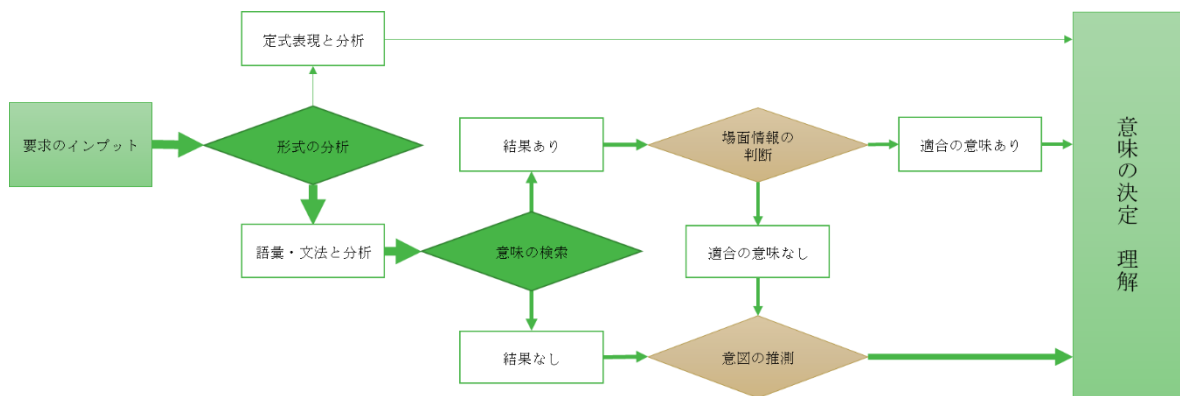 定式表現と分析
要求のインプット
形式の分析
結果あり
場面情報の
判断
適合の意味あり
語彙・文法と分析
意味の検索
適合の意味なし
結果なし
意図の推測
意味の決定　理解